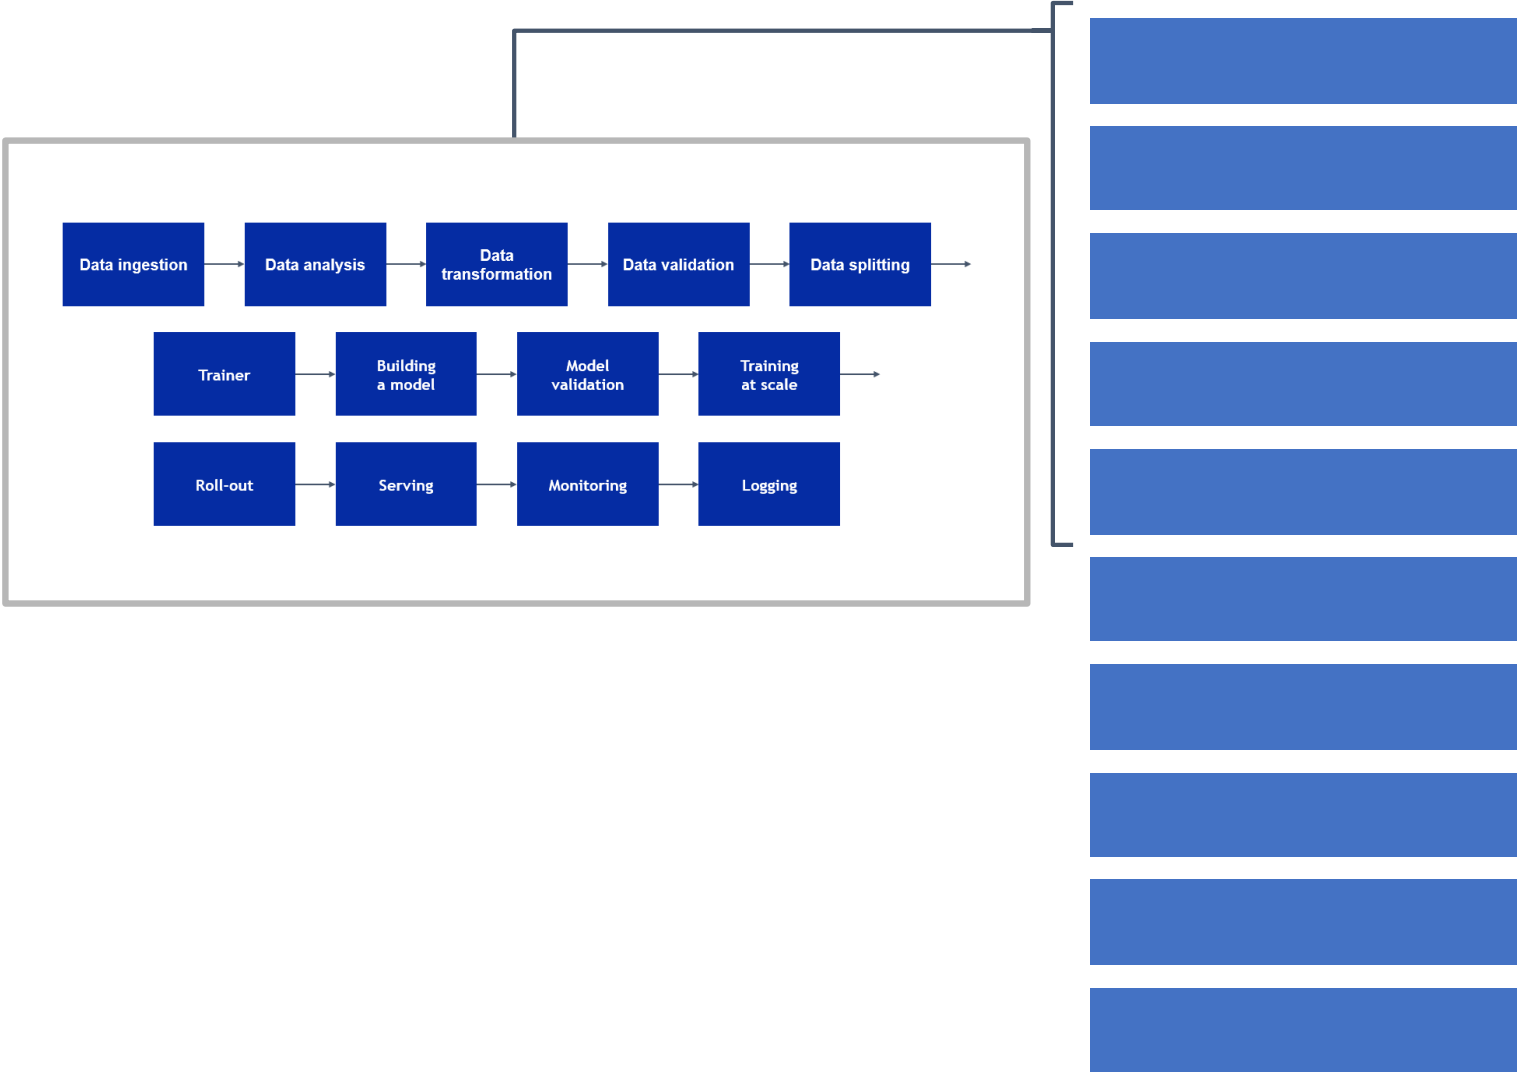 Data ingestion
Data analysis
Data
transformation
Data validation
Data splitting
Trainer
Building
a model
Model
validation
Training
at scale
Roll-out
Serving
Monitoring
Logging